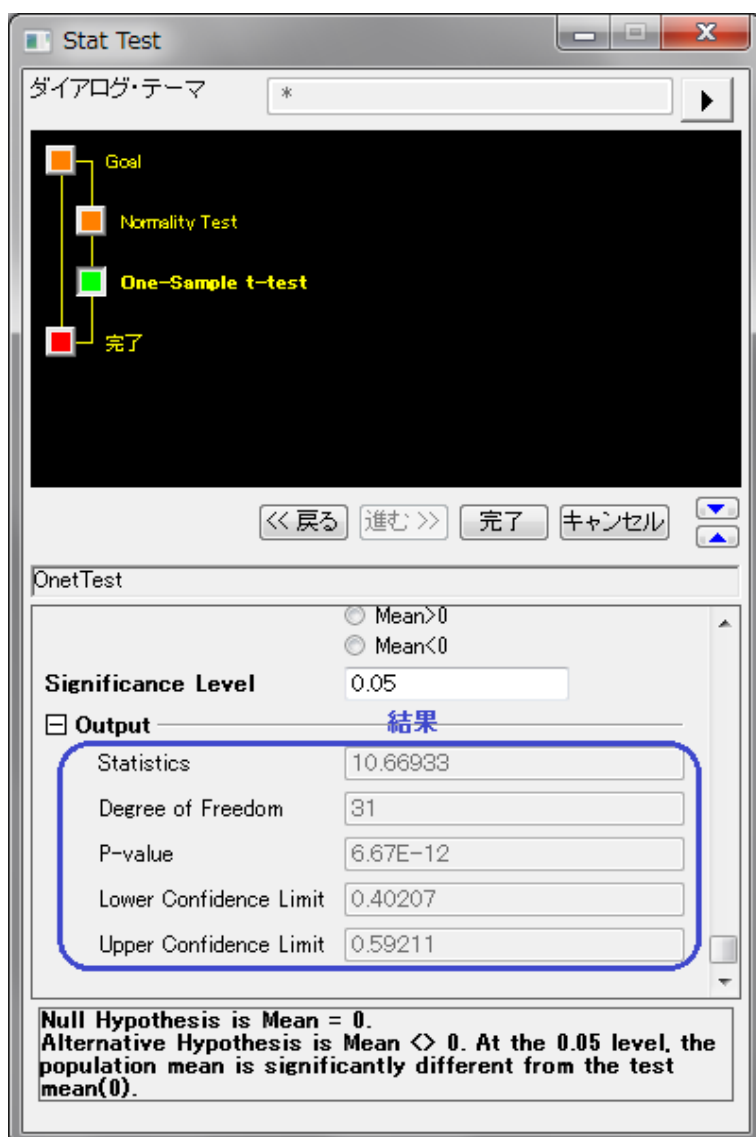 Stat Test
ダイアログ・テーマ *
Goal
Normality Test
One-Sample t-test
完了
<< 戻る 進む >> 完了 キャンセル
OnetTest
Mean>0
Mean<0
Significance Level 0.05
Output 結果
Statistics 10.66933
Degree of Freedom 31
P-value 6.67E-12
Lower Confidence Limit 0.40207
Upper Confidence Limit 0.59211
Null Hypothesis is Mean = 0.
Alternative Hypothesis is Mean <> 0. At the 0.05 level, the
population mean is significantly different from the test
mean(0).